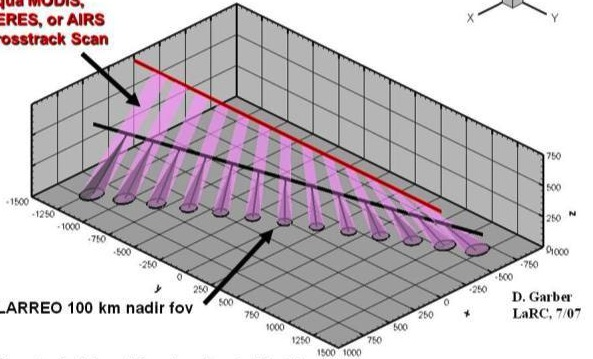 qua MODIS,
ERES, or AIRS
rosstrack Scan
X Y
750
500
250
0
z
-1500
-1250
-1000
-750
-500
-250
0
250
500
750
1000
1250
1500
y
1000
750
500
250
0
-250
-500
-750
-1000
x
LARREO 100 km nadir fov
D. Garber
LaRC, 7/07